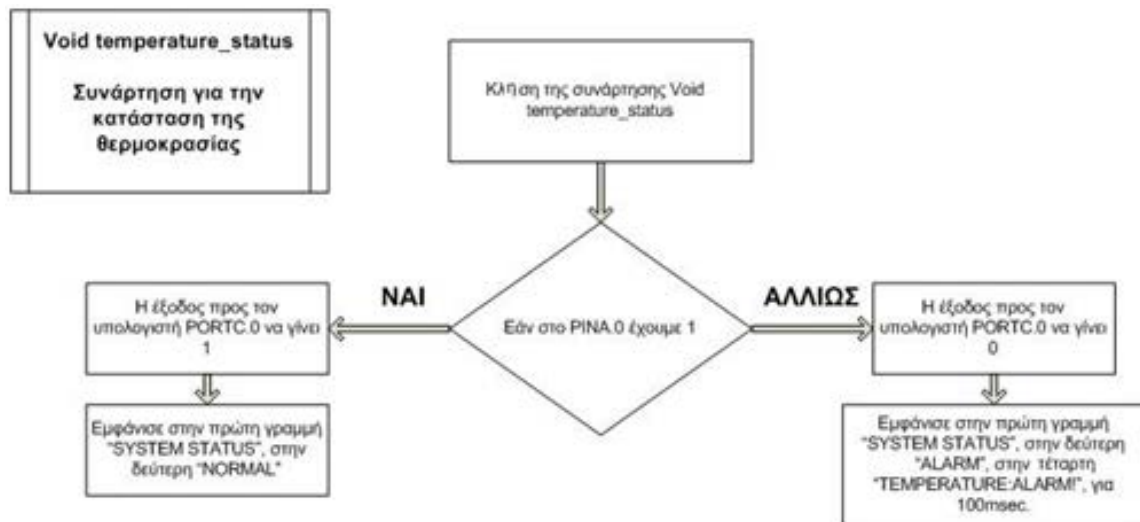 Void temperature_status
Συνάρτηση για την
κατάσταση της
θερμοκρασίας
Κλήση της συνάρτησης Void
temperature_status
Εάν στο PINA.0 έχουμε 1
ΝΑΙ
ΑΛΛΙΩΣ
Η έξοδος προς τον
υπολογιστή PORTC.0 να γίνει
1
Εμφάνισε στην πρώτη γραμμή
"SYSTEM STATUS", στην
δεύτερη "NORMAL"
Η έξοδος προς τον
υπολογιστή PORTC.0 να γίνει
0
Εμφάνισε στην πρώτη γραμμή
"SYSTEM STATUS", στην δεύτερη
"ALARM", στην τέταρτη
"TEMPERATURE:ALARM!", για
100msec.